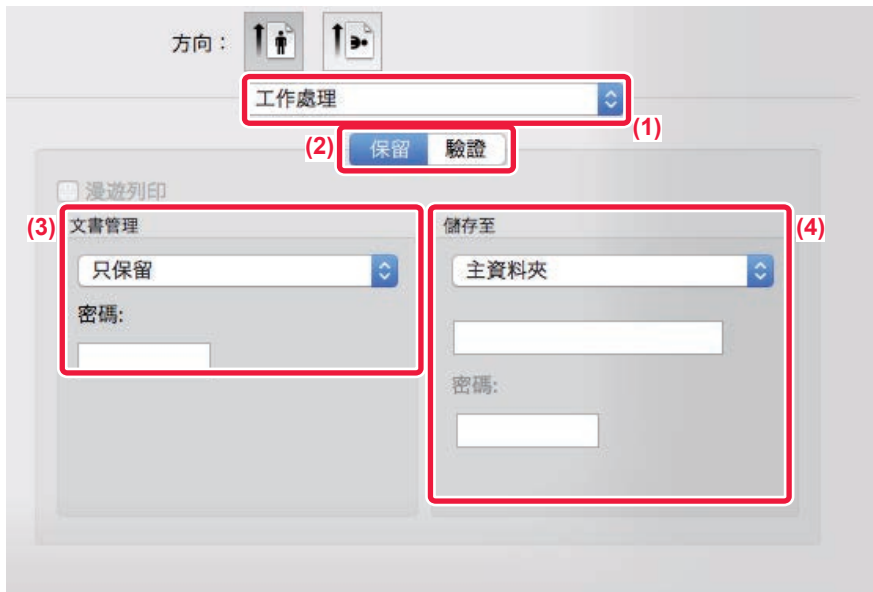 方向：
工作處理
(1)
(2) 保留 驗證
漫遊列印
(3) 文書管理
儲存至 (4)
只保留
主資料夾
密碼:
密碼: